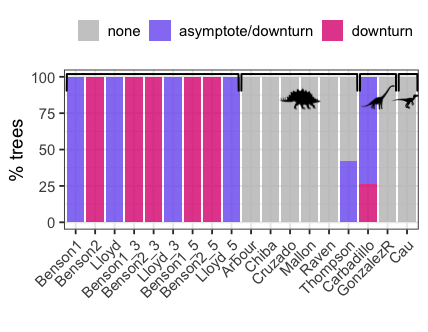 none asymptote/downturn downturn
% trees
100
75
50
25
0
Benson1
Benson2
Lloyd
Benson1_3
Benson2_3
Lloyd_3
Benson1_5
Benson2_5
Lloyd_5
Arbour
Chiba
Cruzado
Mallon
Raven
Thompson
Carbadillo
GonzalezR
Cau